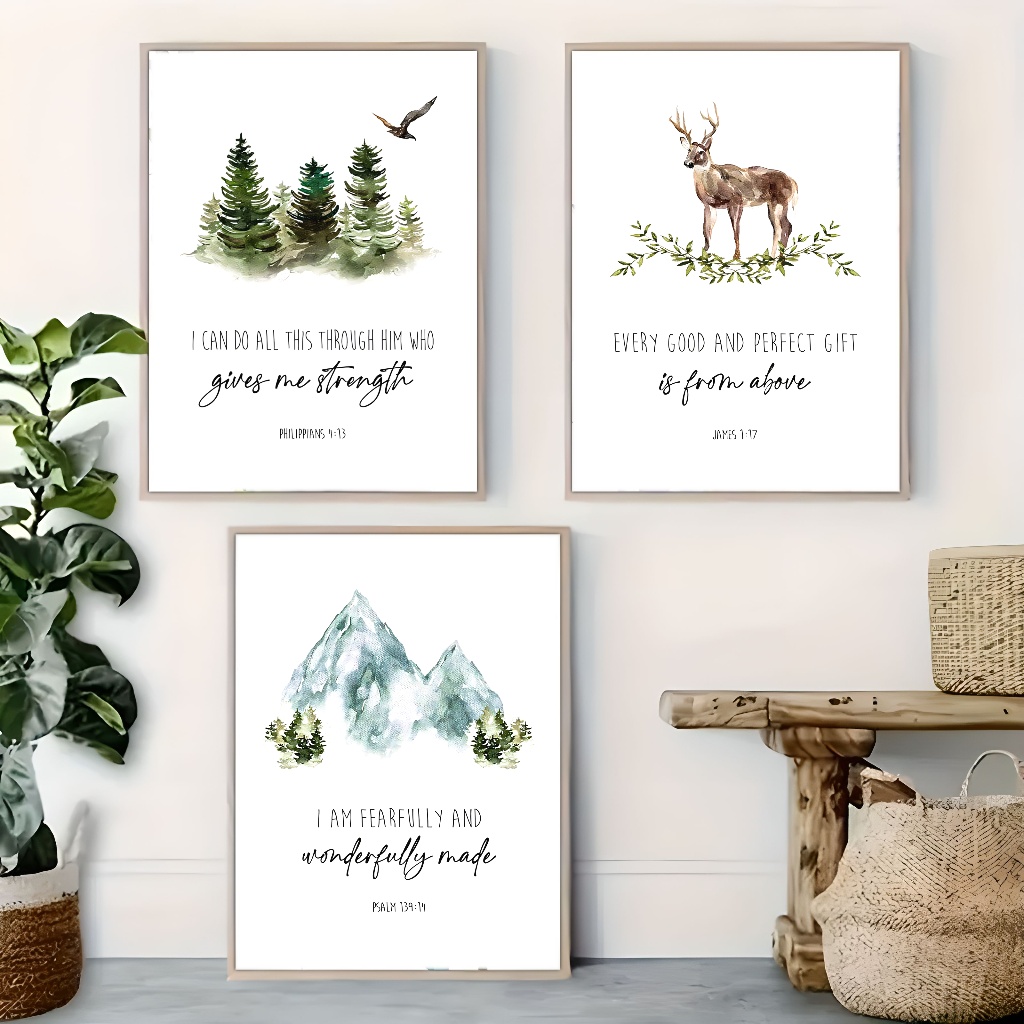 I CAN DO ALL THIS THROUGH HIM WHO
gives me strength
PHILIPPIANS 4:13
EVERY GOOD AND PERFECT GIFT
is from above
JAMES 1:17
I AM FEARFULLY AND
wonderfully made
PSALM 139:14